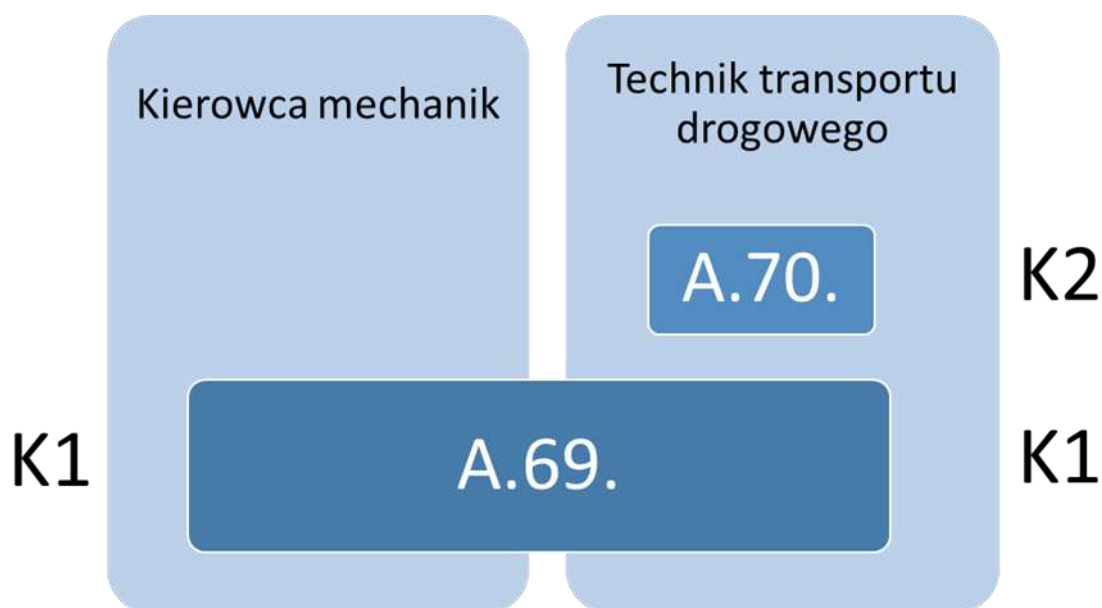 Kierowca mechanik
Technik transportu
drogowego
A.70.
K2
K1
A.69.
K1